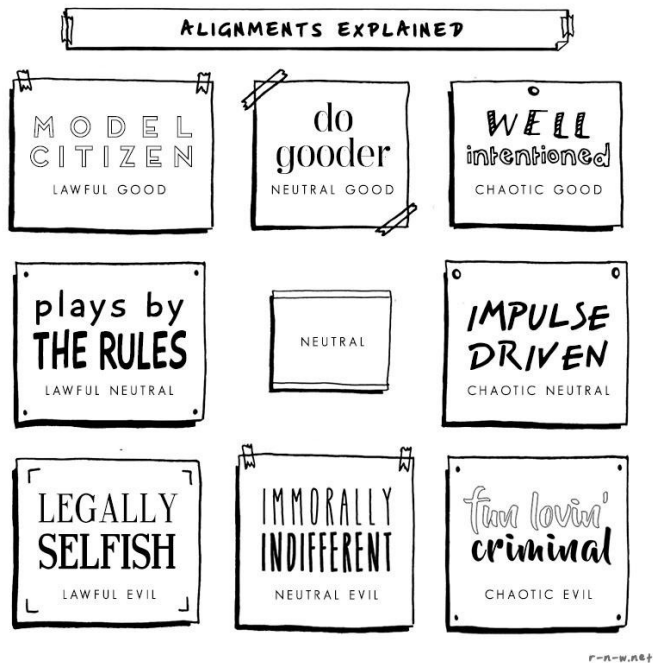 ALIGNMENTS EXPLAINED
MODEL
CITIZEN
LAWFUL GOOD
do
gooder
NEUTRAL GOOD
WELL
intentioned
CHAOTIC GOOD
plays by
THE RULES
LAWFUL NEUTRAL
NEUTRAL
IMPULSE
DRIVEN
CHAOTIC NEUTRAL
LEGALLY
SELFISH
LAWFUL EVIL
IMMORALLY
INDIFFERENT
NEUTRAL EVIL
fun lovin'
criminal
CHAOTIC EVIL
r-n-w.net